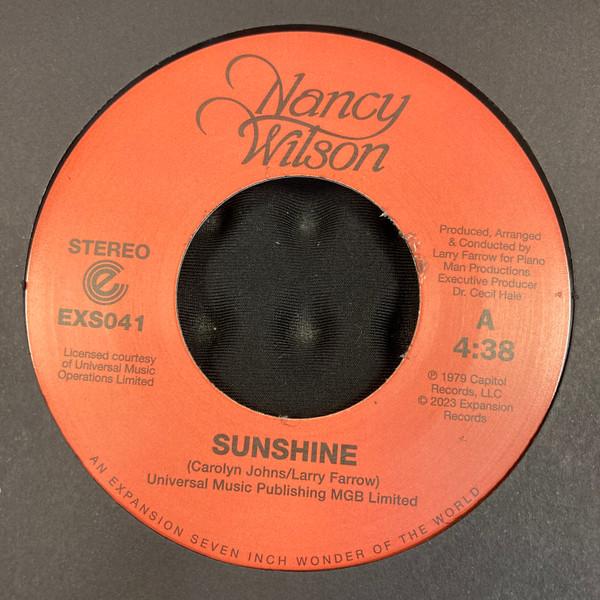 Nancy
Wilson
STEREO
EXS041
Licensed courtesy
of Universal Music
Operations Limited
Produced, Arranged
& Conducted by
Larry Farrow for Piano
Man Productions
Executive Producer
Dr. Cecil Hale
A
4:38
℗ 1979 Capitol
Records, LLC
© 2023 Expansion
Records
SUNSHINE
(Carolyn Johns/Larry Farrow)
Universal Music Publishing MGB Limited
AN EXPANSION SEVEN INCH WONDER OF THE WORLD